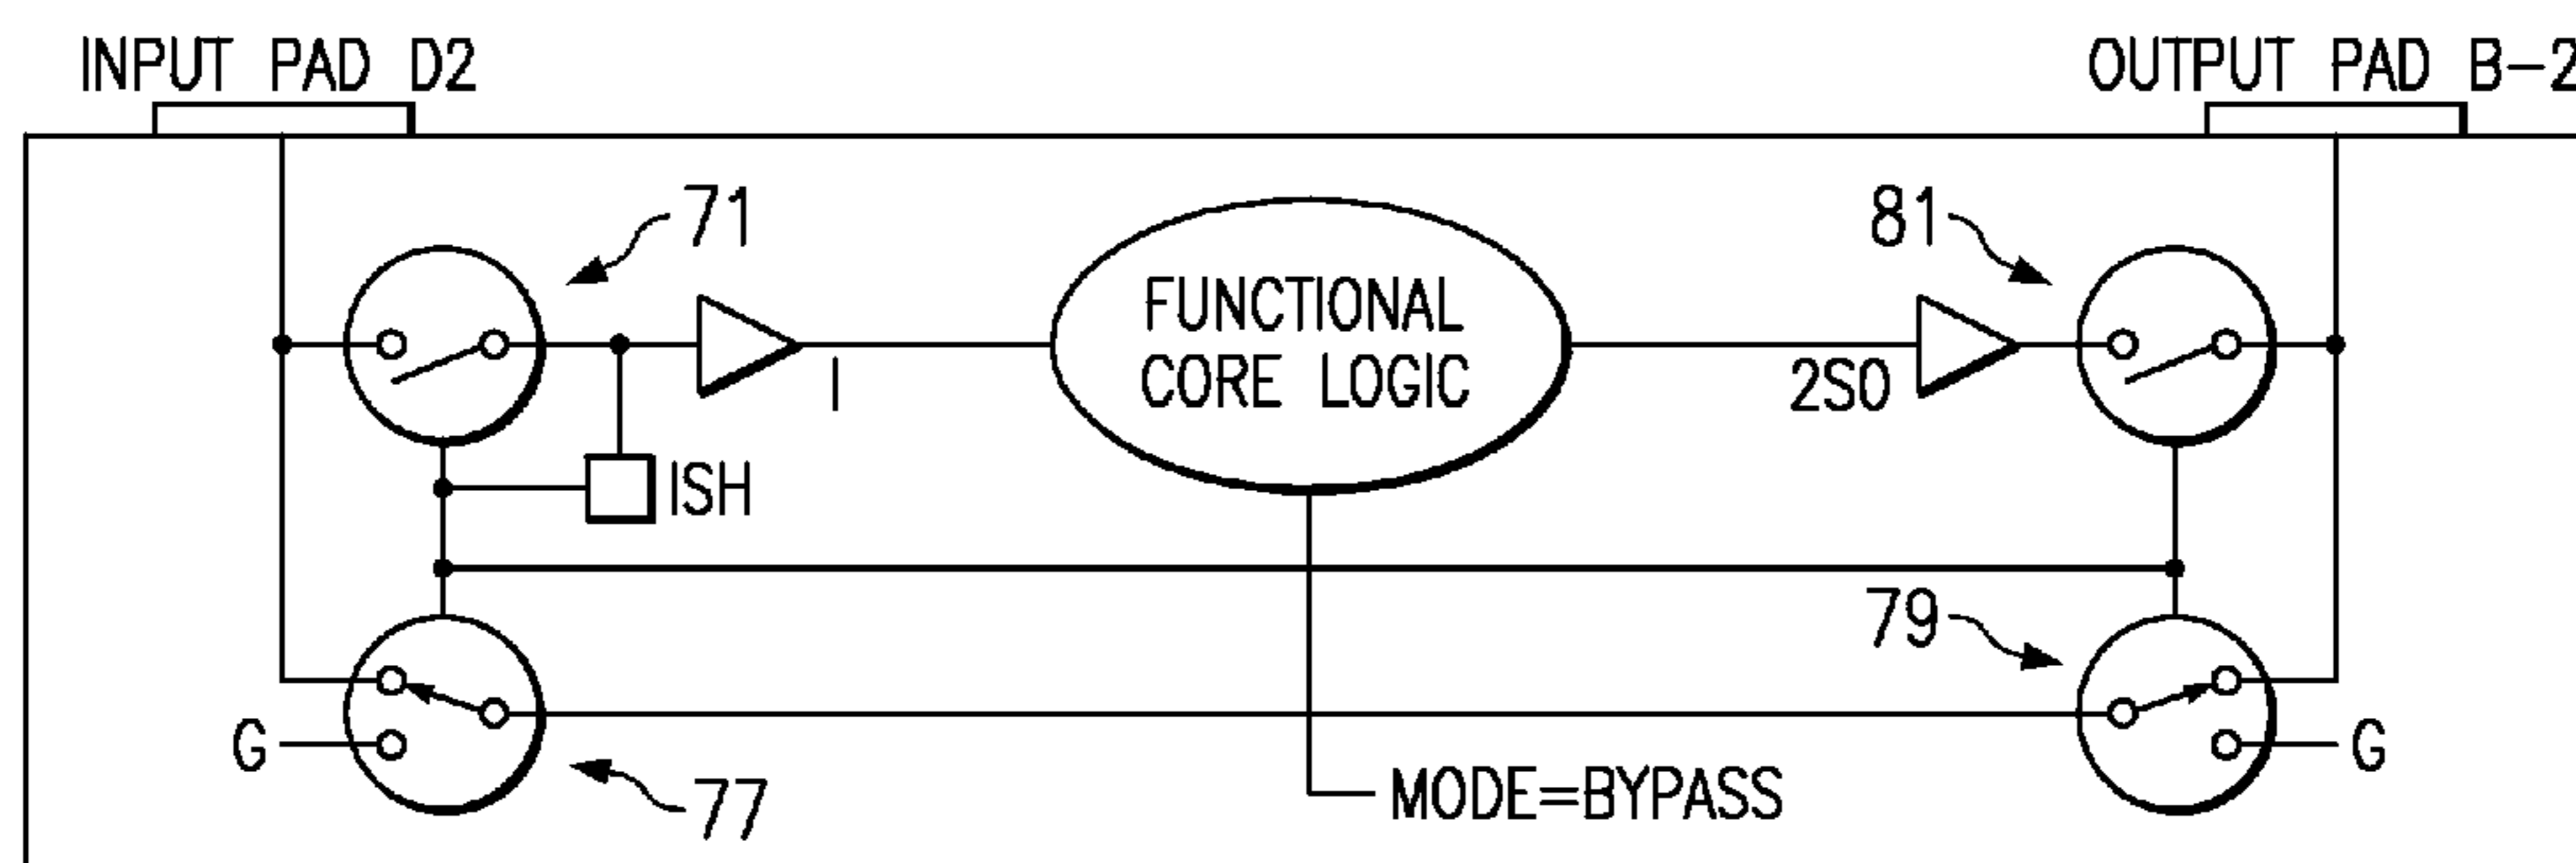 INPUT PAD D2
OUTPUT PAD B-2
71
81
FUNCTIONAL
CORE LOGIC
I
2SO
ISH
79
G
G
77
MODE=BYPASS